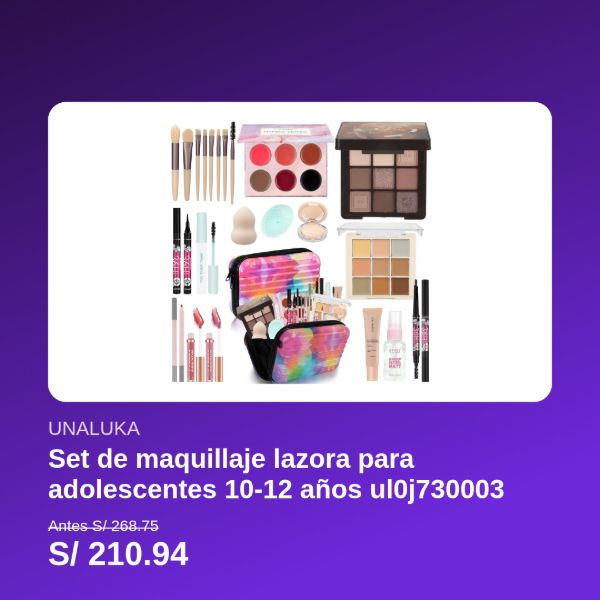 UNALUKA
Set de maquillaje lazora para
adolescentes 10-12 años ul0j730003
Antes S/ 268.75
S/ 210.94